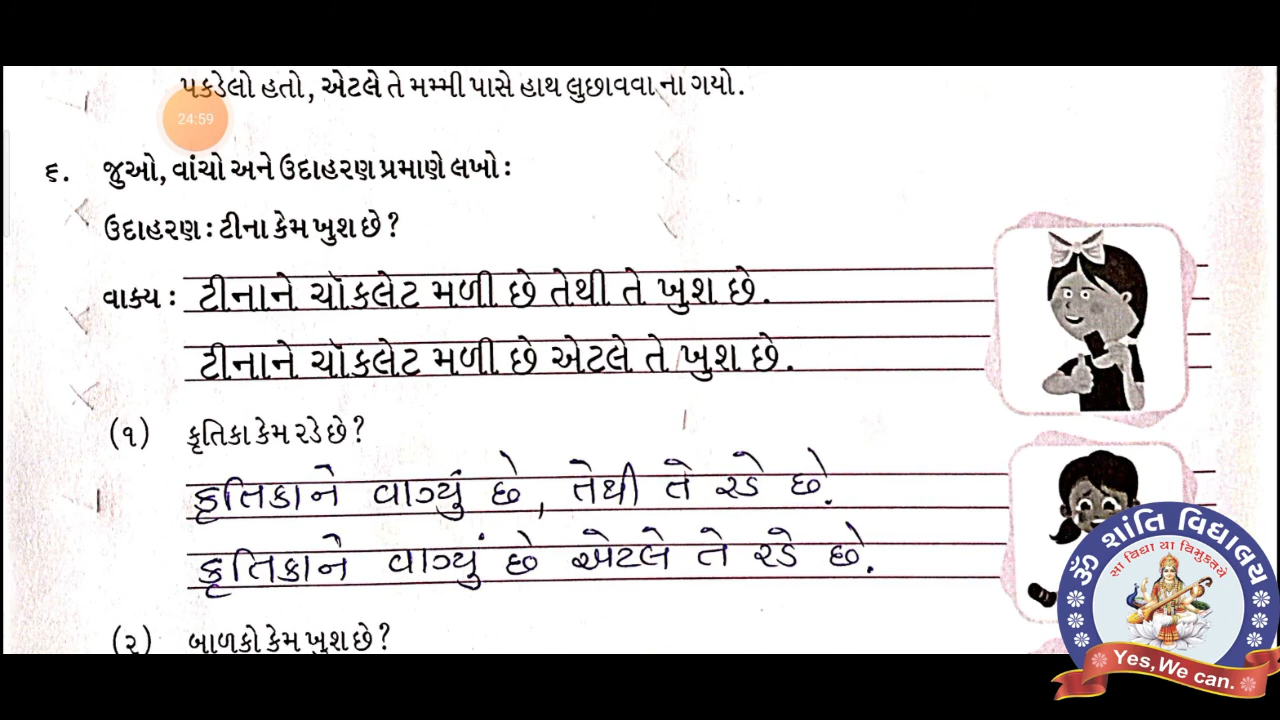 પકડેલો હતો, એટલે તે મમ્મી પાસે હાથ લુછાવવા ના ગયો.
24:59
૬. જુઓ, વાંચો અને ઉદાહરણ પ્રમાણે લખો :
ઉદાહરણ : ટીના કેમ ખુશ છે ?
વાક્ય : ટીનાને ચૉકલેટ મળી છે તેથી તે ખુશ છે.
ટીનાને ચૉકલેટ મળી છે એટલે તે ખુશ છે.
(૧) કૃતિકા કેમ રડે છે ?
કૃતિકાને વાગ્યું છે, તેથી તે રડે છે.
કૃતિકાને વાગ્યું છે એટલે તે રડે છે.
(૨) બાળકો કેમ ખુશ છે ?
ૐ શાંતિ વિદ્યાલય
સા વિદ્યા યા વિમુક્તયે
Yes, We can.